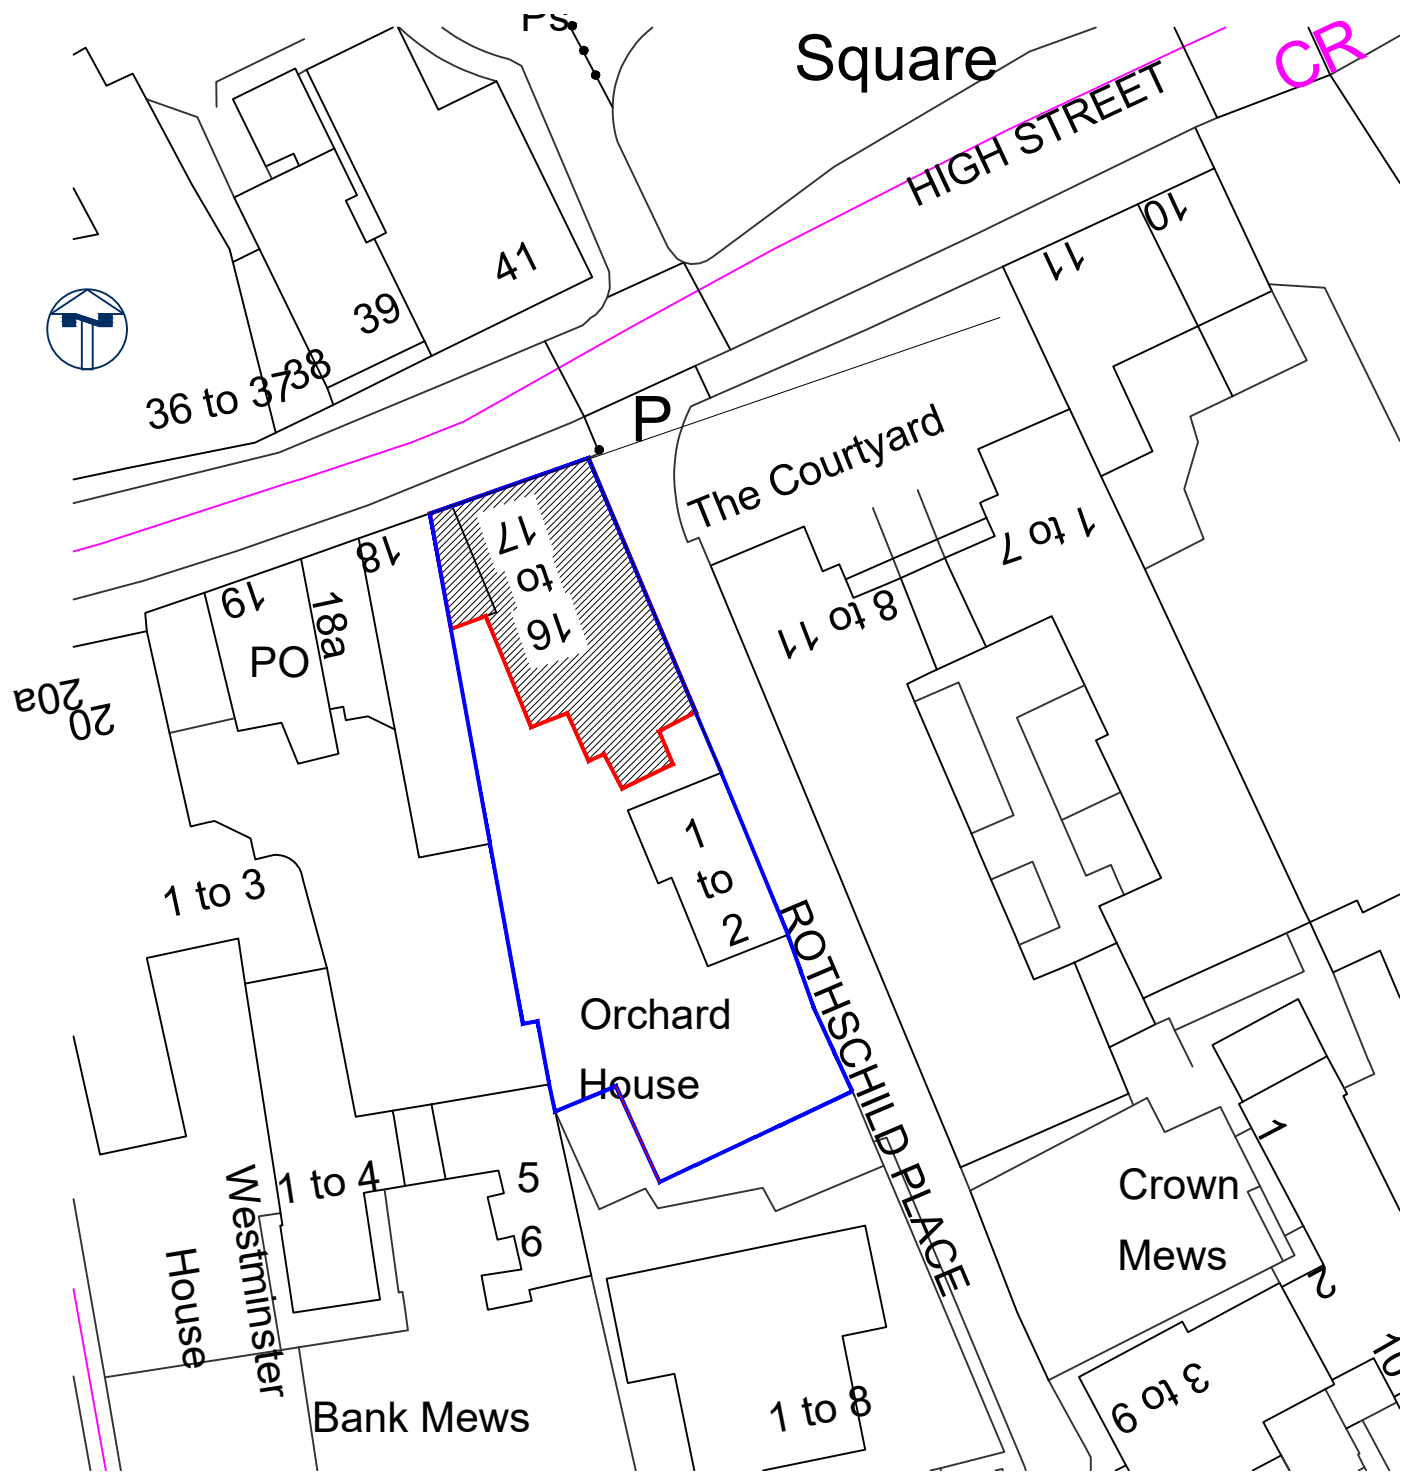 Ps
Square
CR
HIGH STREET
10
11
41
39
38
36 to 37
P
The Courtyard
17
to
16
18
1 to 7
19
18a
8 to 11
PO
20a
20
1
to
2
1 to 3
ROTHSCHILD PLACE
Orchard
House
1
1 to 4
5
Crown
6
Mews
Westminster
House
2
10
3 to 9
1 to 8
Bank Mews